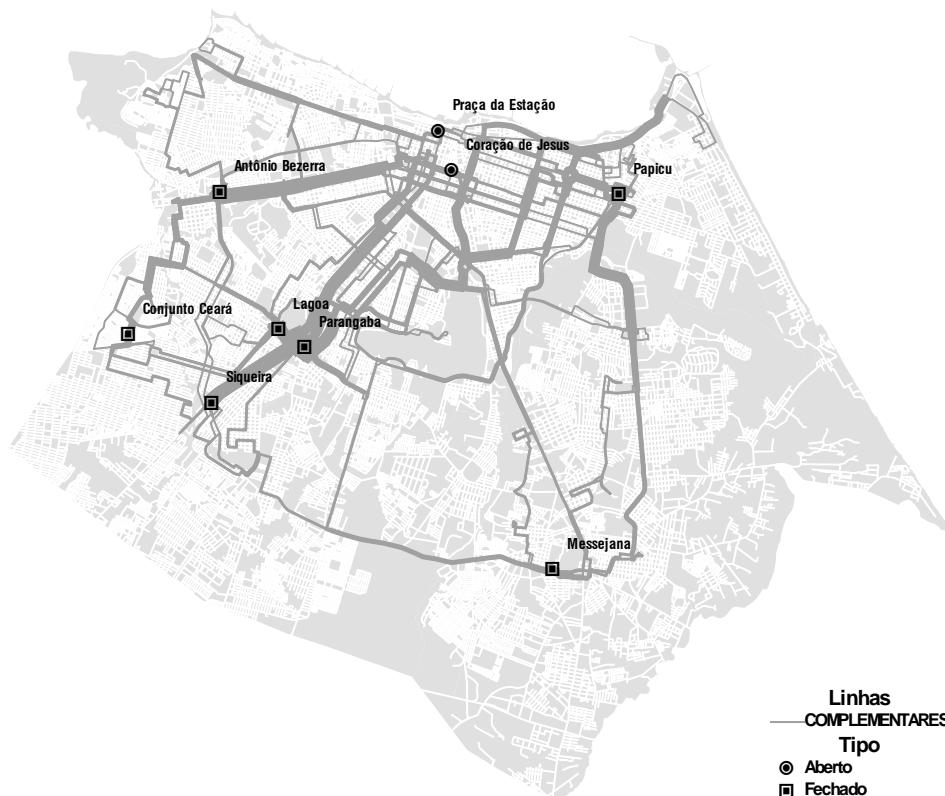 Praça da Estação
Coração de Jesus
Antônio Bezerra
Papicu
Conjunto Ceará
Lagoa
Parangaba
Siqueira
Messejana
Linhas
COMPLEMENTARES
Tipo
Aberto
Fechado